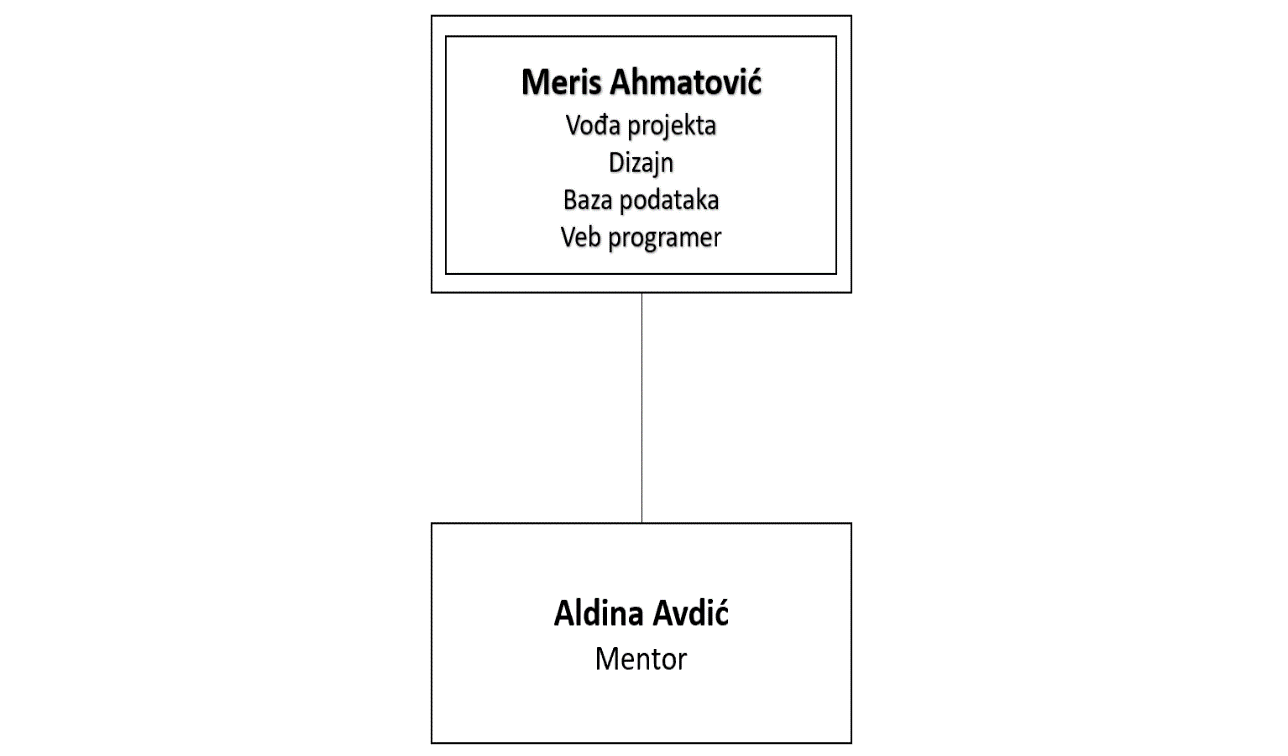 Meris Ahmatović
Vođa projekta
Dizajn
Baza podataka
Veb programer
Aldina Avdić
Mentor